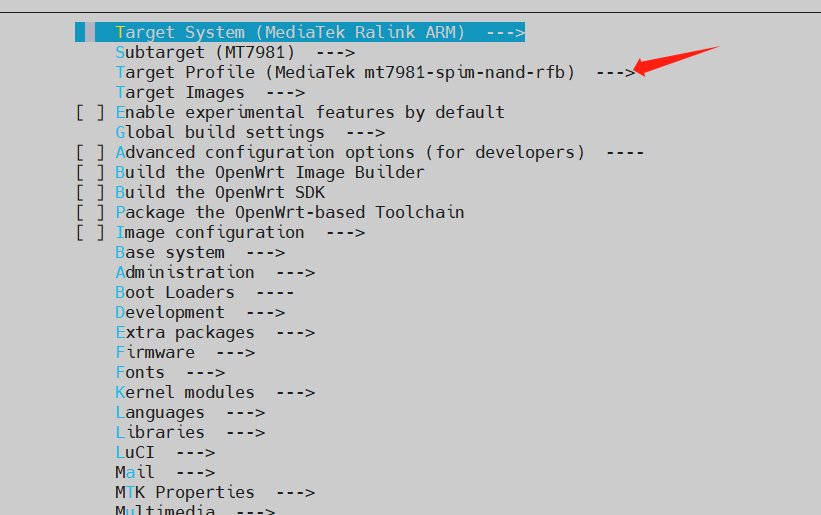 Target System (MediaTek Ralink ARM)  --->
Subtarget (MT7981)  --->
Target Profile (MediaTek mt7981-spim-nand-rfb)  --->
Target Images  --->
[ ] Enable experimental features by default
Global build settings  --->
[ ] Advanced configuration options (for developers)  ----
[ ] Build the OpenWrt Image Builder
[ ] Build the OpenWrt SDK
[ ] Package the OpenWrt-based Toolchain
[ ] Image configuration  --->
Base system  --->
Administration  --->
Boot Loaders  ----
Development  --->
Extra packages  --->
Firmware  --->
Fonts  --->
Kernel modules  --->
Languages  --->
Libraries  --->
LuCI  --->
Mail  --->
MTK Properties  --->
Multimedia  --->